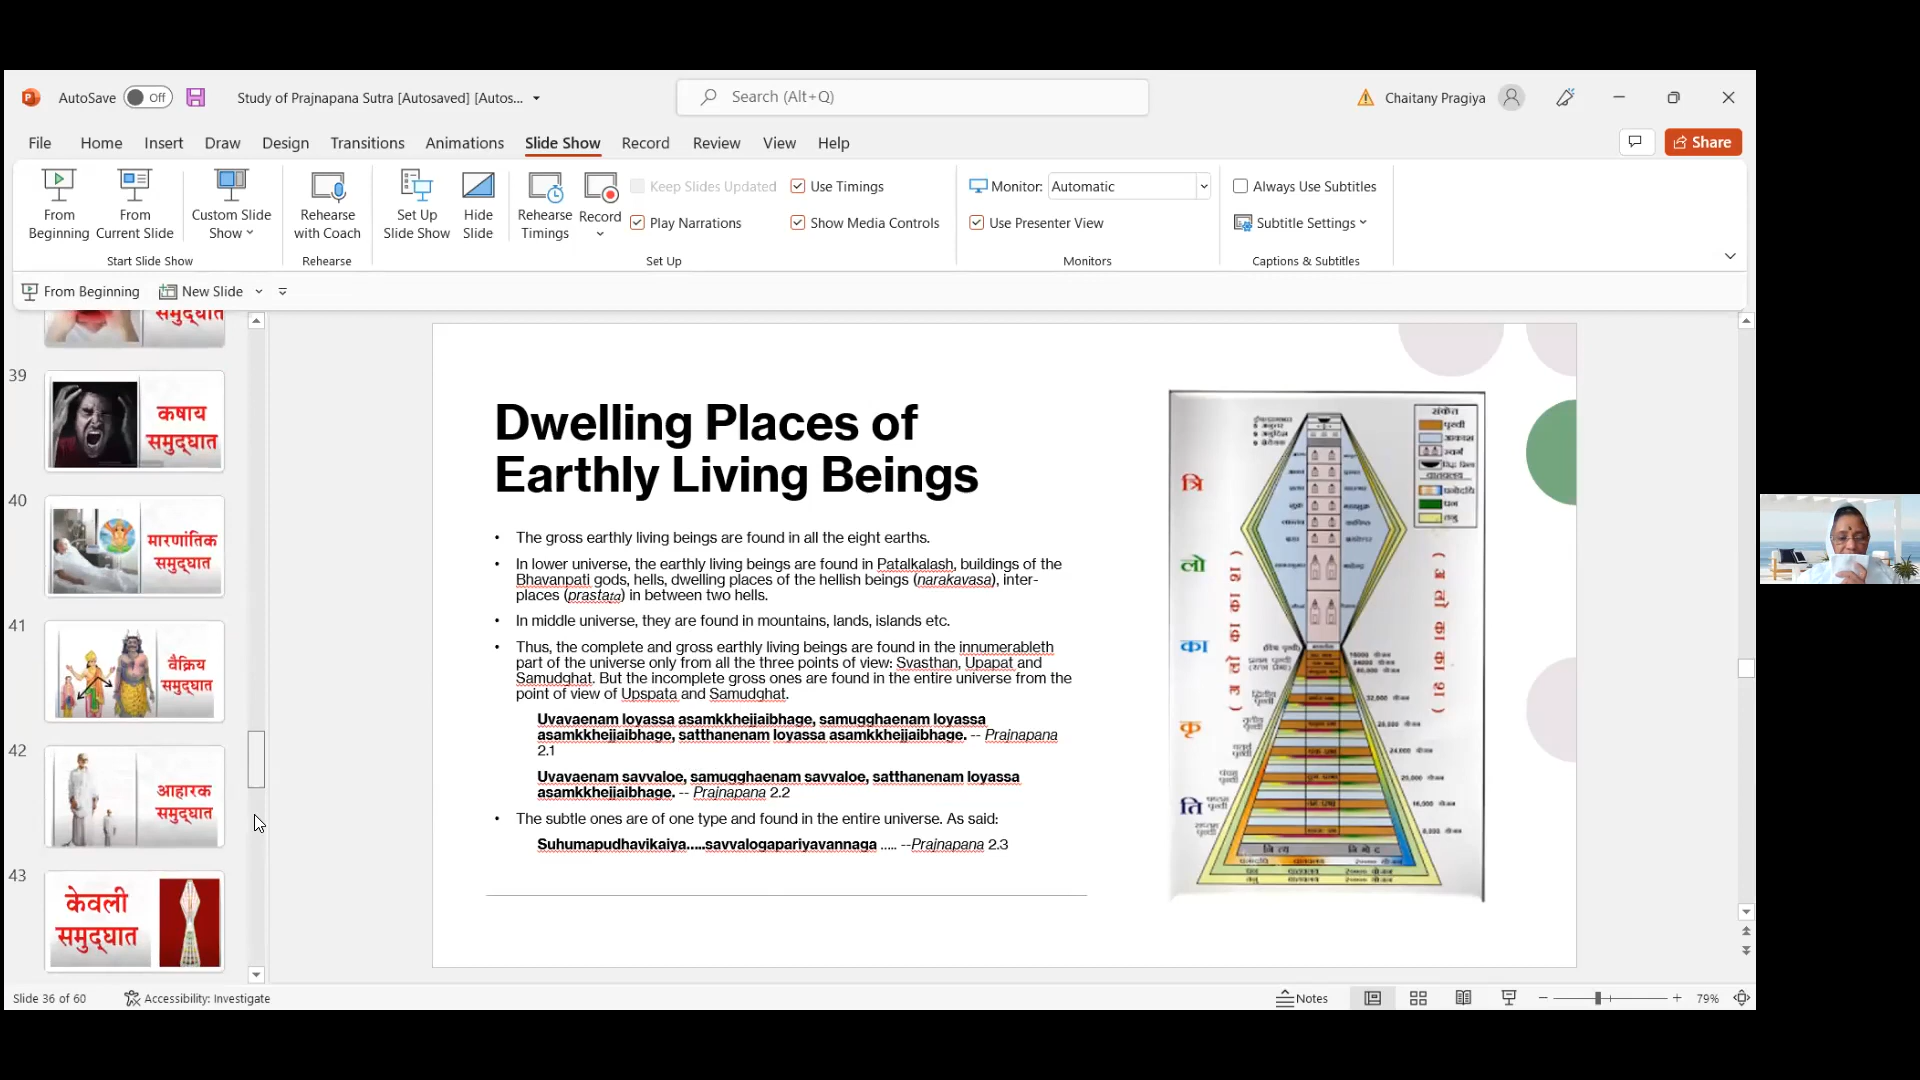 AutoSave Off
Study of Prajnapana Sutra [Autosaved] [Autos...
Search (Alt+Q)
Chaitany Pragiya
File Home Insert Draw Design Transitions Animations Slide Show Record Review View Help
Share
From Beginning
From Current Slide
Custom Slide Show
Start Slide Show
Rehearse with Coach
Rehearse
Set Up Slide Show
Hide Slide
Rehearse Timings
Record
Keep Slides Updated
Play Narrations
Use Timings
Show Media Controls
Set Up
Monitor: Automatic
Use Presenter View
Monitors
Always Use Subtitles
Subtitle Settings
Captions & Subtitles
From Beginning New Slide
समुद्घात
39
कषाय
समुद्घात
40
मारणांतिक
समुद्घात
41
वैक्रिय
समुद्घात
42
आहारक
समुद्घात
43
केवली
समुद्घात
Dwelling Places of
Earthly Living Beings
• The gross earthly living beings are found in all the eight earths.
• In lower universe, the earthly living beings are found in Patalkalash, buildings of the
Bhavanpati gods, hells, dwelling places of the hellish beings (narakavasa), inter-
places (prastata) in between two hells.
• In middle universe, they are found in mountains, lands, islands etc.
• Thus, the complete and gross earthly living beings are found in the innumerableth
part of the universe only from all the three points of view: Svasthan, Upapat and
Samudghat. But the incomplete gross ones are found in the entire universe from the
point of view of Upspata and Samudghat.
Uvavaenam loyassa asamkkhejjaibhage, samugghaenam loyassa
asamkkhejjaibhage, satthanenam loyassa asamkkhejjaibhage. -- Prajnapana
2.1
Uvavaenam savvaloe, samugghaenam savvaloe, satthanenam loyassa
asamkkhejjaibhage. -- Prajnapana 2.2
• The subtle ones are of one type and found in the entire universe. As said:
Suhumapudhavikaiya.....savvalogapariyavannaga ..... --Prajnapana 2.3
संकेत
पृथ्वी
आकाश
स्वर्ग
घनोदधि
घन
तनु
त्रि
लो
का
कृ
ति
Slide 36 of 60
Accessibility: Investigate
Notes
79%